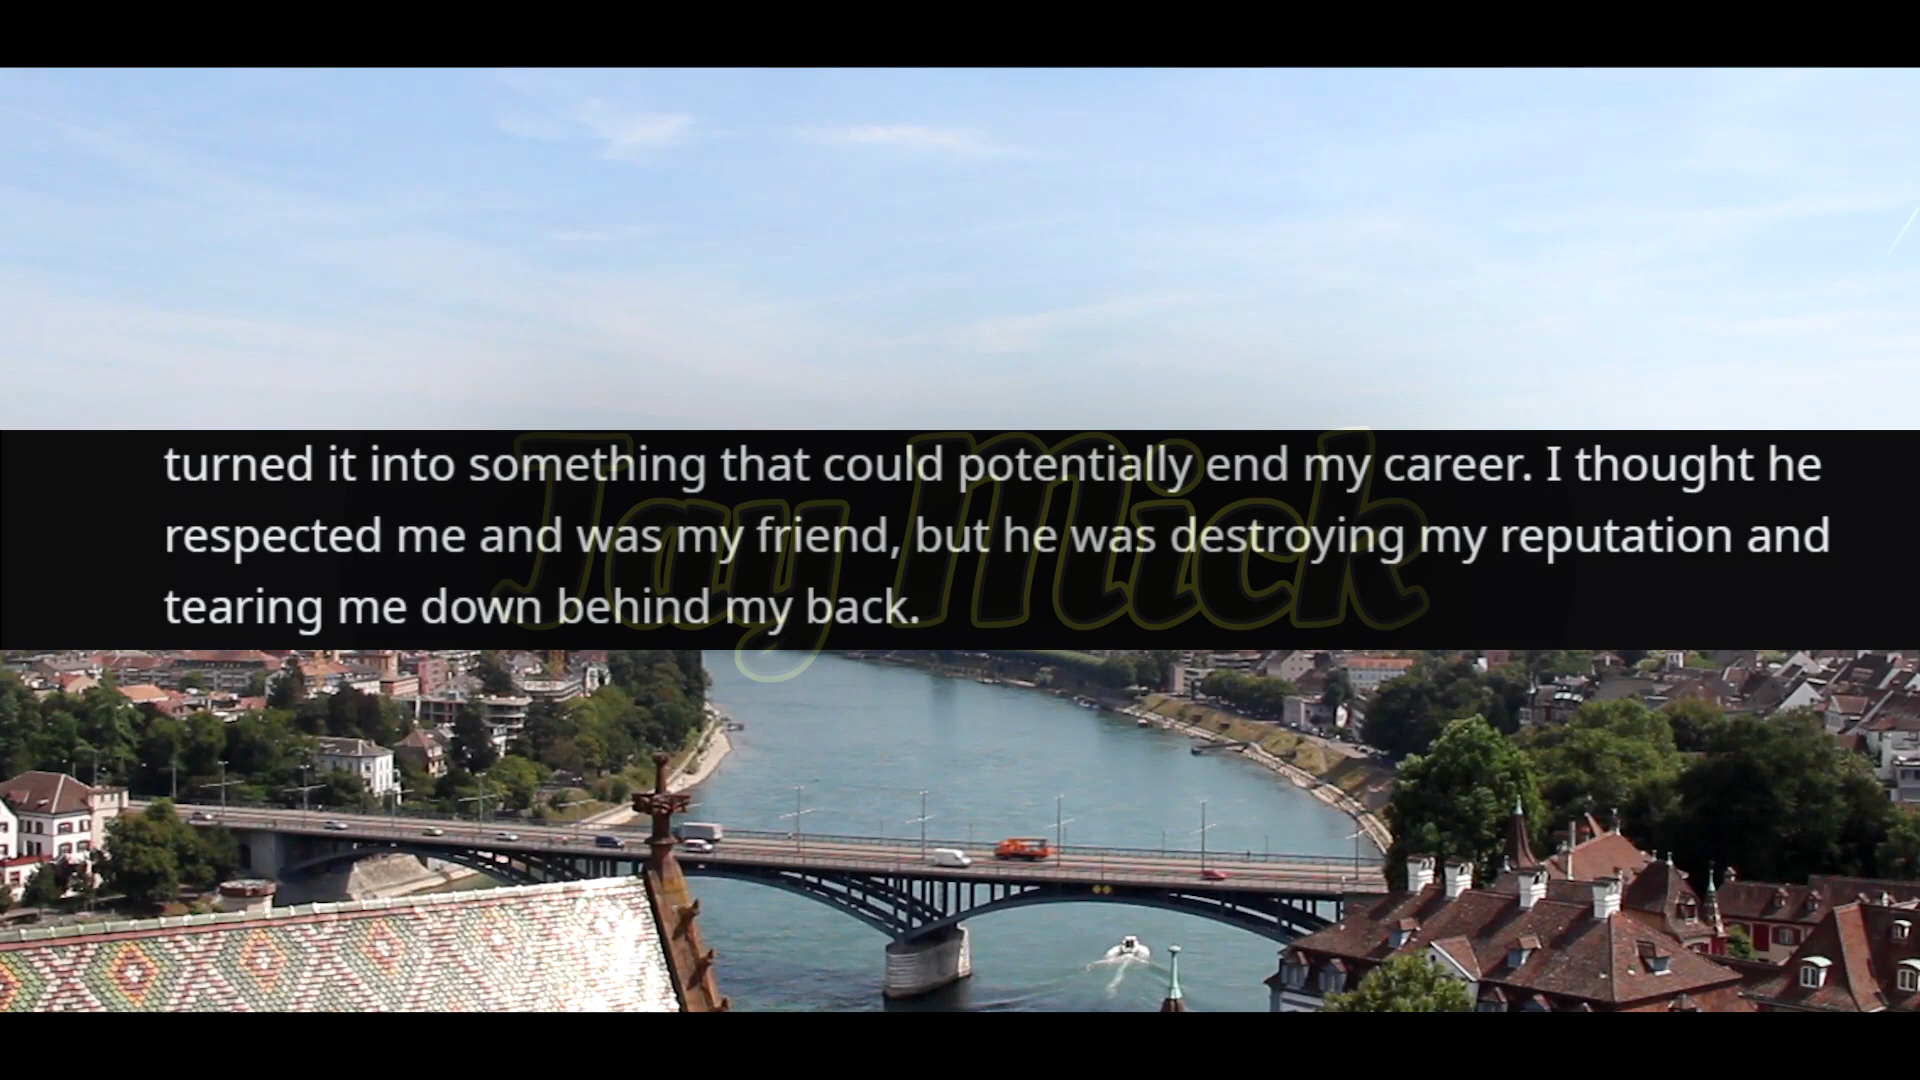 turned it into something that could potentially end my career. I thought he
respected me and was my friend, but he was destroying my reputation and
tearing me down behind my back.
Jay Mick